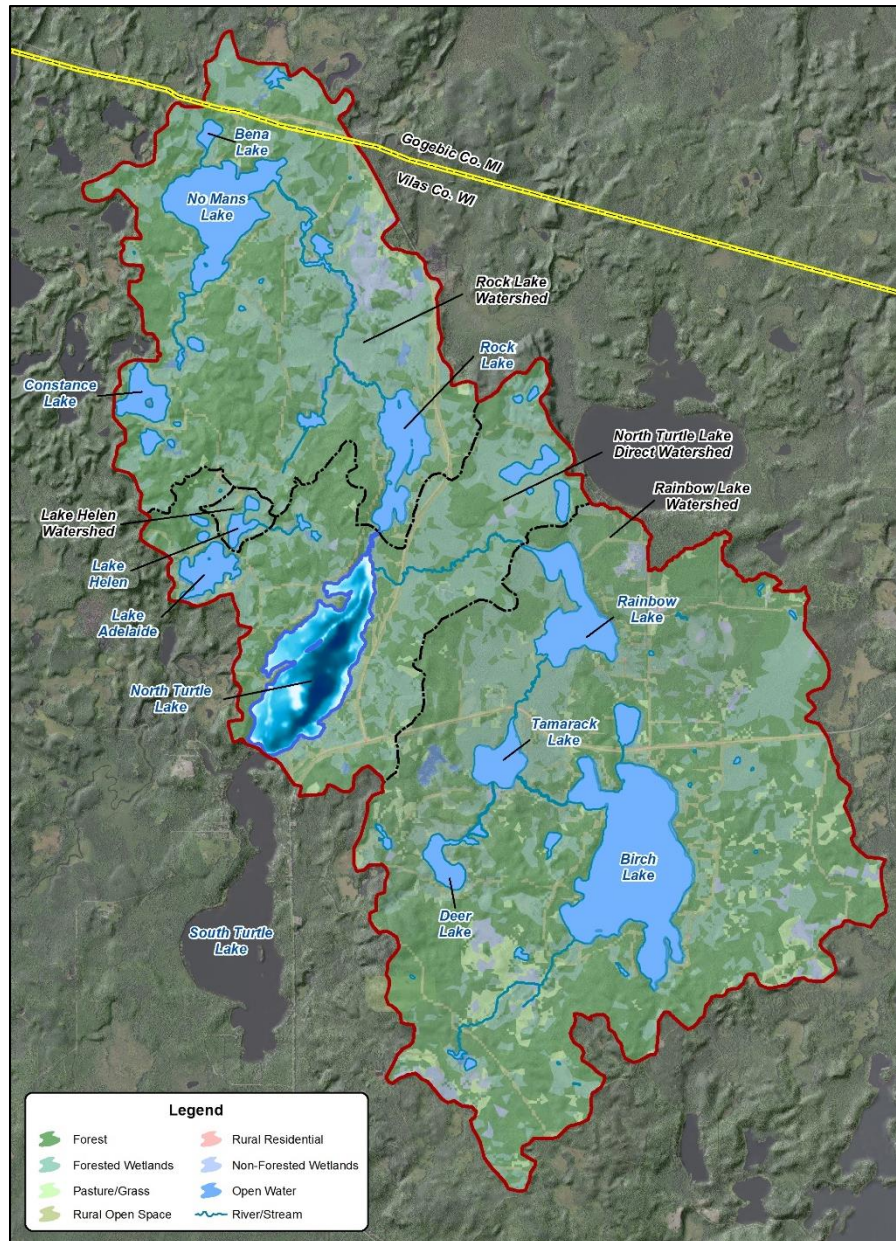 Gogebic Co. MI
Vilas Co. WI
Bena
Lake
No Mans
Lake
Rock Lake
Watershed
Rock
Lake
Constance
Lake
North Turtle Lake
Direct Watershed
Rainbow Lake
Watershed
Lake Helen
Watershed
Lake
Helen
Lake
Adelaide
Rainbow
Lake
North Turtle
Lake
Tamarack
Lake
Birch
Lake
Deer
Lake
South Turtle
Lake
Legend
Forest
Forested Wetlands
Pasture/Grass
Rural Open Space
Rural Residential
Non-Forested Wetlands
Open Water
River/Stream